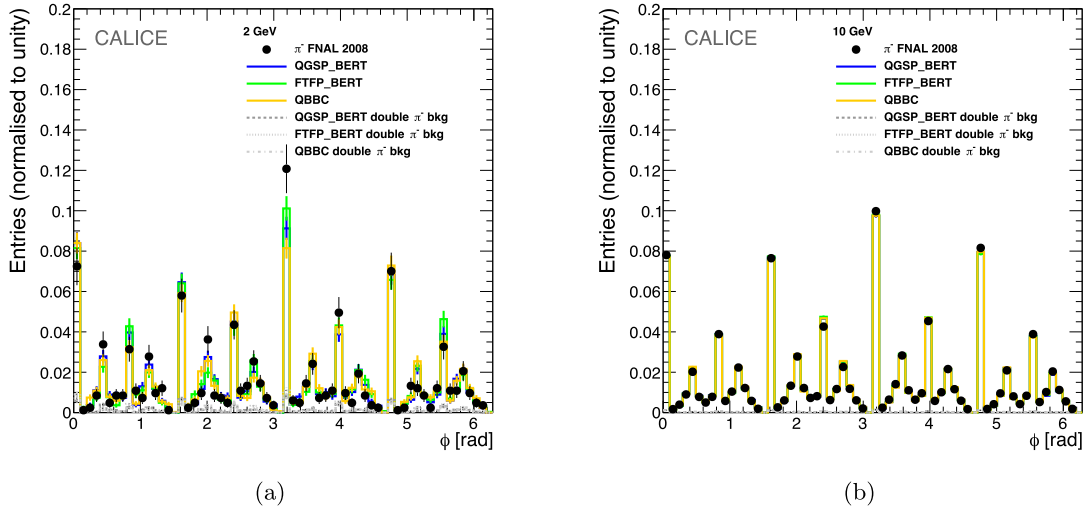 CALICE
2 GeV
π⁻ FNAL 2008
QGSP_BERT
FTFP_BERT
QBBC
QGSP_BERT double π⁻ bkg
FTFP_BERT double π⁻ bkg
QBBC double π⁻ bkg
Entries (normalised to unity)
0.2
0.18
0.16
0.14
0.12
0.1
0.08
0.06
0.04
0.02
0
0 1 2 3 4 5 6
ϕ [rad]
(a)
CALICE
10 GeV
π⁻ FNAL 2008
QGSP_BERT
FTFP_BERT
QBBC
QGSP_BERT double π⁻ bkg
FTFP_BERT double π⁻ bkg
QBBC double π⁻ bkg
Entries (normalised to unity)
0.2
0.18
0.16
0.14
0.12
0.1
0.08
0.06
0.04
0.02
0
0 1 2 3 4 5 6
ϕ [rad]
(b)